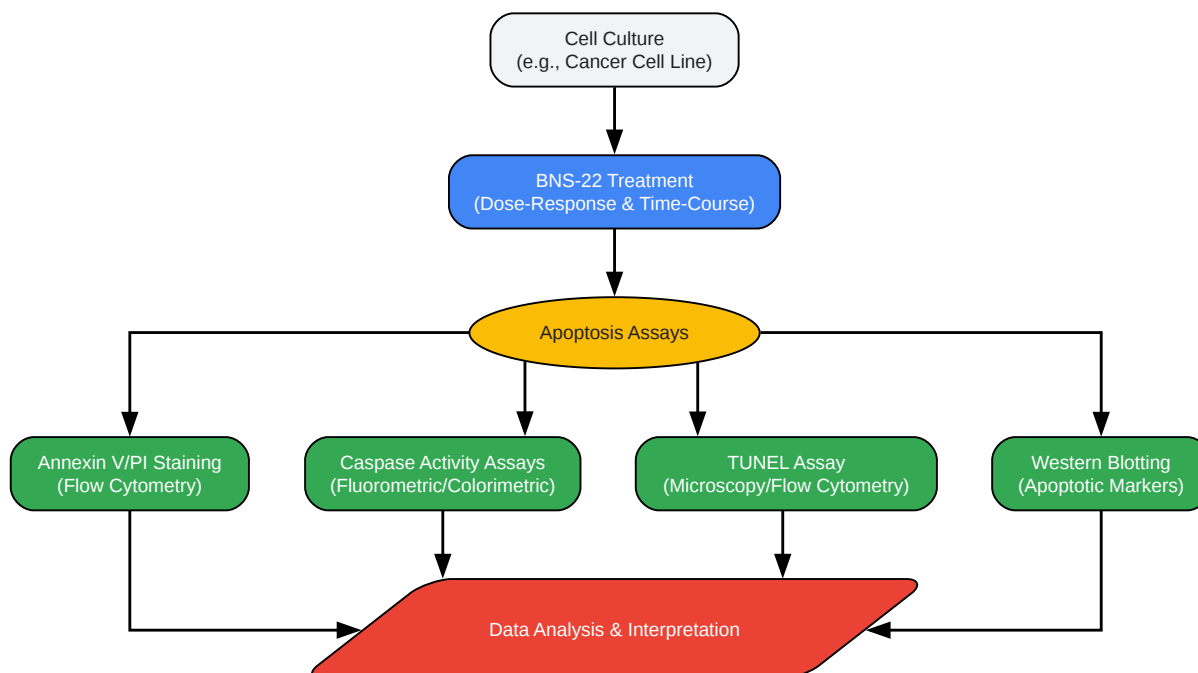 Cell Culture
(e.g., Cancer Cell Line)
BNS-22 Treatment
(Dose-Response & Time-Course)
Apoptosis Assays
Annexin V/PI Staining
(Flow Cytometry)
Caspase Activity Assays
(Fluorometric/Colorimetric)
TUNEL Assay
(Microscopy/Flow Cytometry)
Western Blotting
(Apoptotic Markers)
Data Analysis & Interpretation